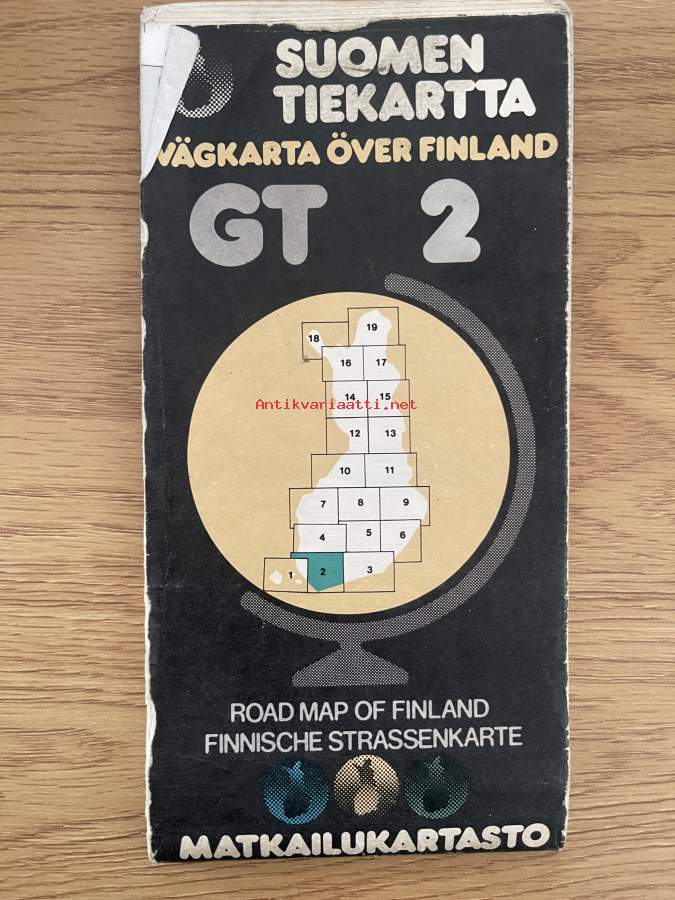 SUOMEN
TIEKARTTA
VÄGKARTA ÖVER FINLAND
GT 2
19
18
16 17
14 15
Antikvariaatti.net
12 13
10 11
7 8 9
4 5 6
1 2 3
ROAD MAP OF FINLAND
FINNISCHE STRASSENKARTE
MATKAILUKARTASTO